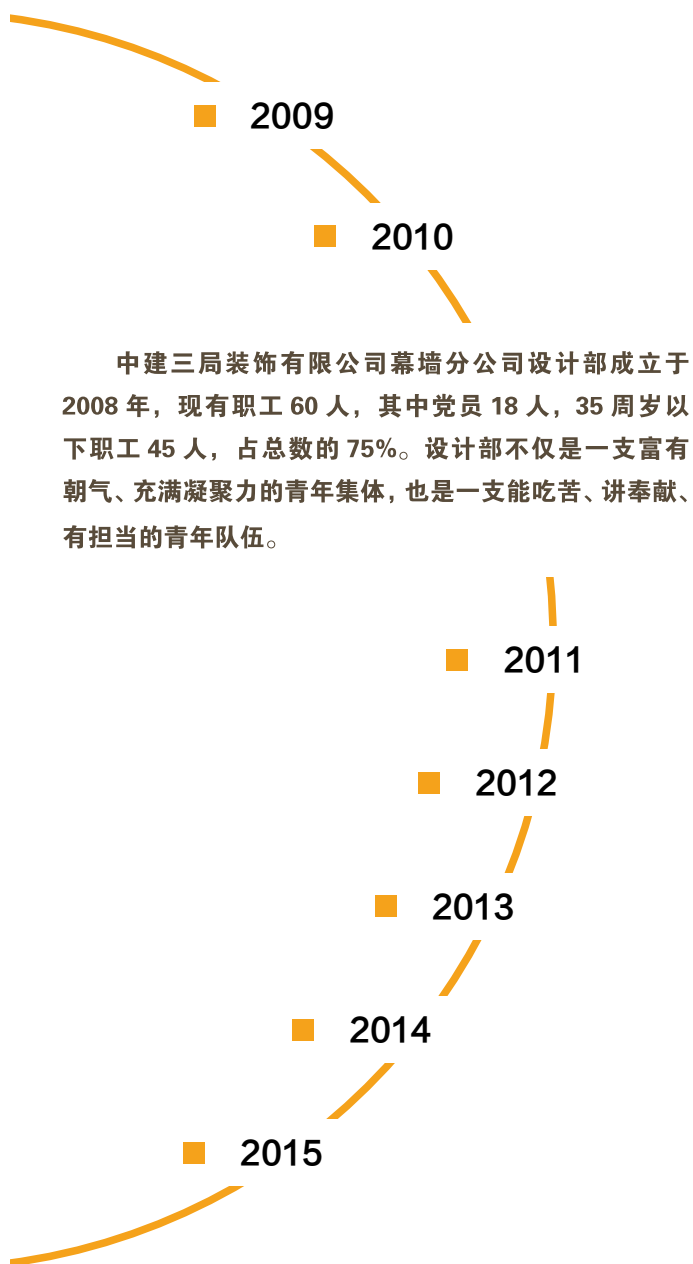 2009
2010
中建三局装饰有限公司幕墙分公司设计部成立于
2008 年，现有职工 60 人，其中党员 18 人，35 周岁以
下职工 45 人，占总数的 75%。设计部不仅是一支富有
朝气、充满凝聚力的青年集体，也是一支能吃苦、讲奉献、
有担当的青年队伍。
2011
2012
2013
2014
2015